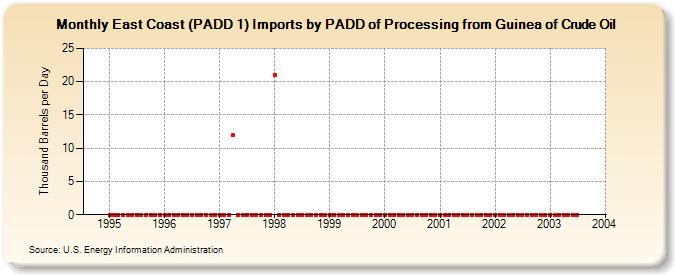 Monthly East Coast (PADD 1) Imports by PADD of Processing from Guinea of Crude Oil
Thousand Barrels per Day
25
20
15
10
5
0
1995 1996 1997 1998 1999 2000 2001 2002 2003 2004
Source: U.S. Energy Information Administration